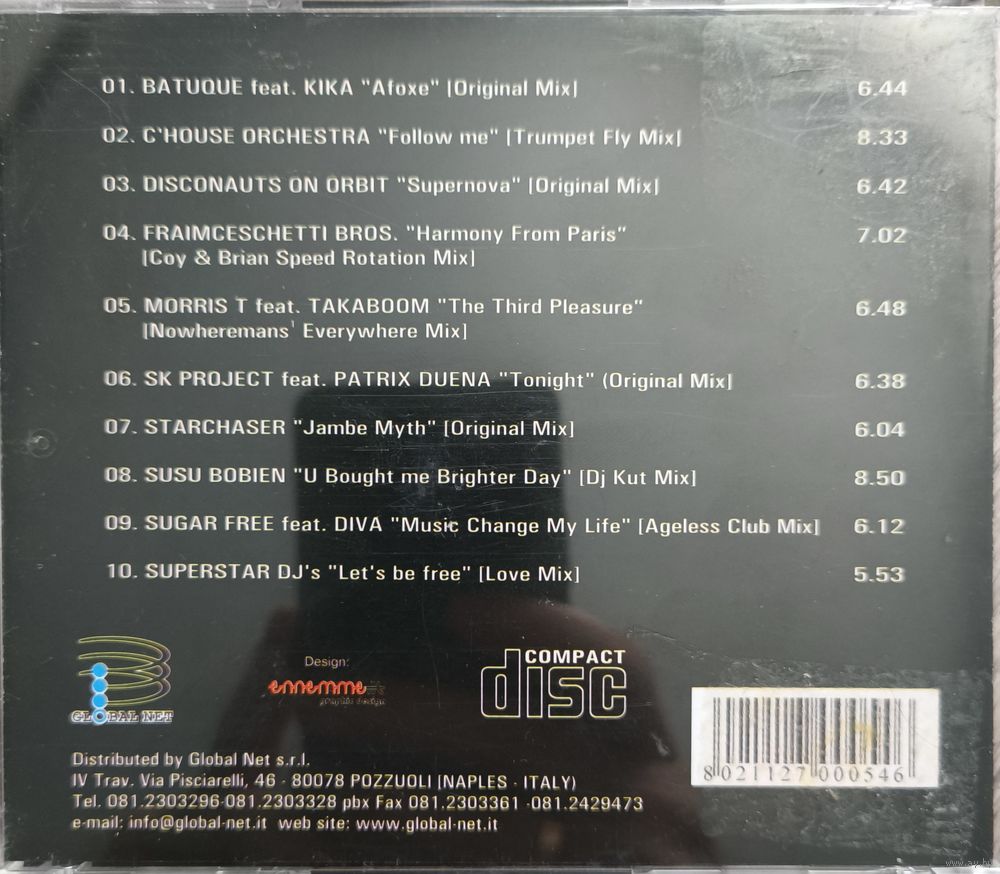 01. BATUQUE feat. KIKA "Afoxe" [Original Mix] 6.44
02. C'HOUSE ORCHESTRA "Follow me" [Trumpet Fly Mix] 8.33
03. DISCONAUTS ON ORBIT "Supernova" [Original Mix] 6.42
04. FRAIMCESCHETTI BROS. "Harmony From Paris" 7.02
[Coy & Brian Speed Rotation Mix]
05. MORRIS T feat. TAKABOOM "The Third Pleasure" 6.48
[Nowheremans' Everywhere Mix]
06. SK PROJECT feat. PATRIX DUENA "Tonight" (Original Mix] 6.38
07. STARCHASER "Jambe Myth" [Original Mix] 6.04
08. SUSU BOBIEN "U Bought me Brighter Day" [Dj Kut Mix] 8.50
09. SUGAR FREE feat. DIVA "Music Change My Life" [Ageless Club Mix] 6.12
10. SUPERSTAR DJ's "Let's be free" [Love Mix] 5.53
GLOBAL NET
Design:
ennemme
graphic design
COMPACT
disc
8 021127 000546
Distributed by Global Net s.r.l.
IV Trav. Via Pisciarelli, 46 - 80078 POZZUOLI (NAPLES - ITALY)
Tel. 081.2303296-081.2303328 pbx Fax 081.2303361 -081.2429473
e-mail: info@global-net.it web site: www.global-net.it